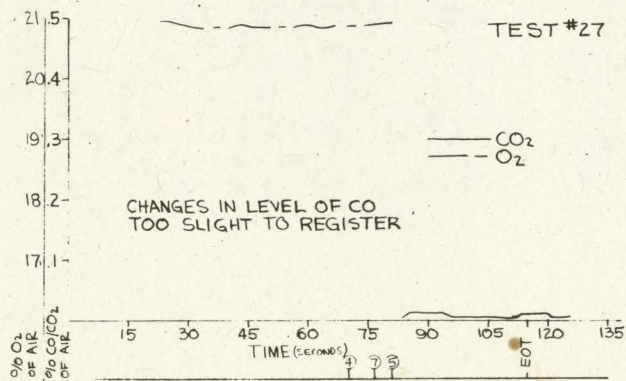 TEST #27
21 .5
20 .4
19 .3
18 .2
17 .1
CO2
O2
CHANGES IN LEVEL OF CO
TOO SLIGHT TO REGISTER
15 30 45 60 75 90 105 120 135
TIME (SECONDS)
% O2
OF AIR
% CO/CO2
OF AIR
4 7 5
EOT